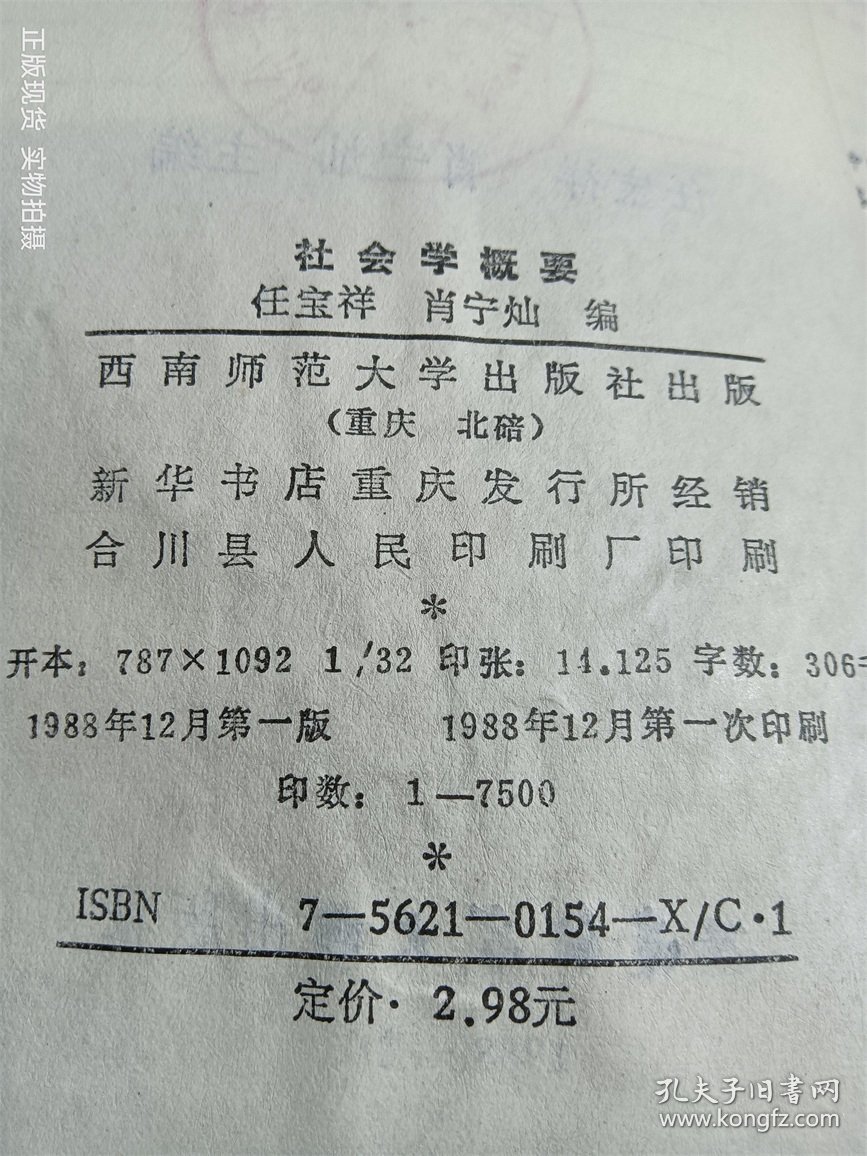 正版现货 实物拍摄
社会学概要
任宝祥 肖宁灿 编
西南师范大学出版社出版
（重庆 北碚）
新华书店重庆发行所经销
合川县人民印刷厂印刷
*
开本：787×1092 1/32 印张：14.125 字数：306
1988年12月第一版 1988年12月第一次印刷
印数：1—7500
*
ISBN 7—5621—0154—X/C·1
定价·2.98元
孔夫子旧书网
www.kongfz.com